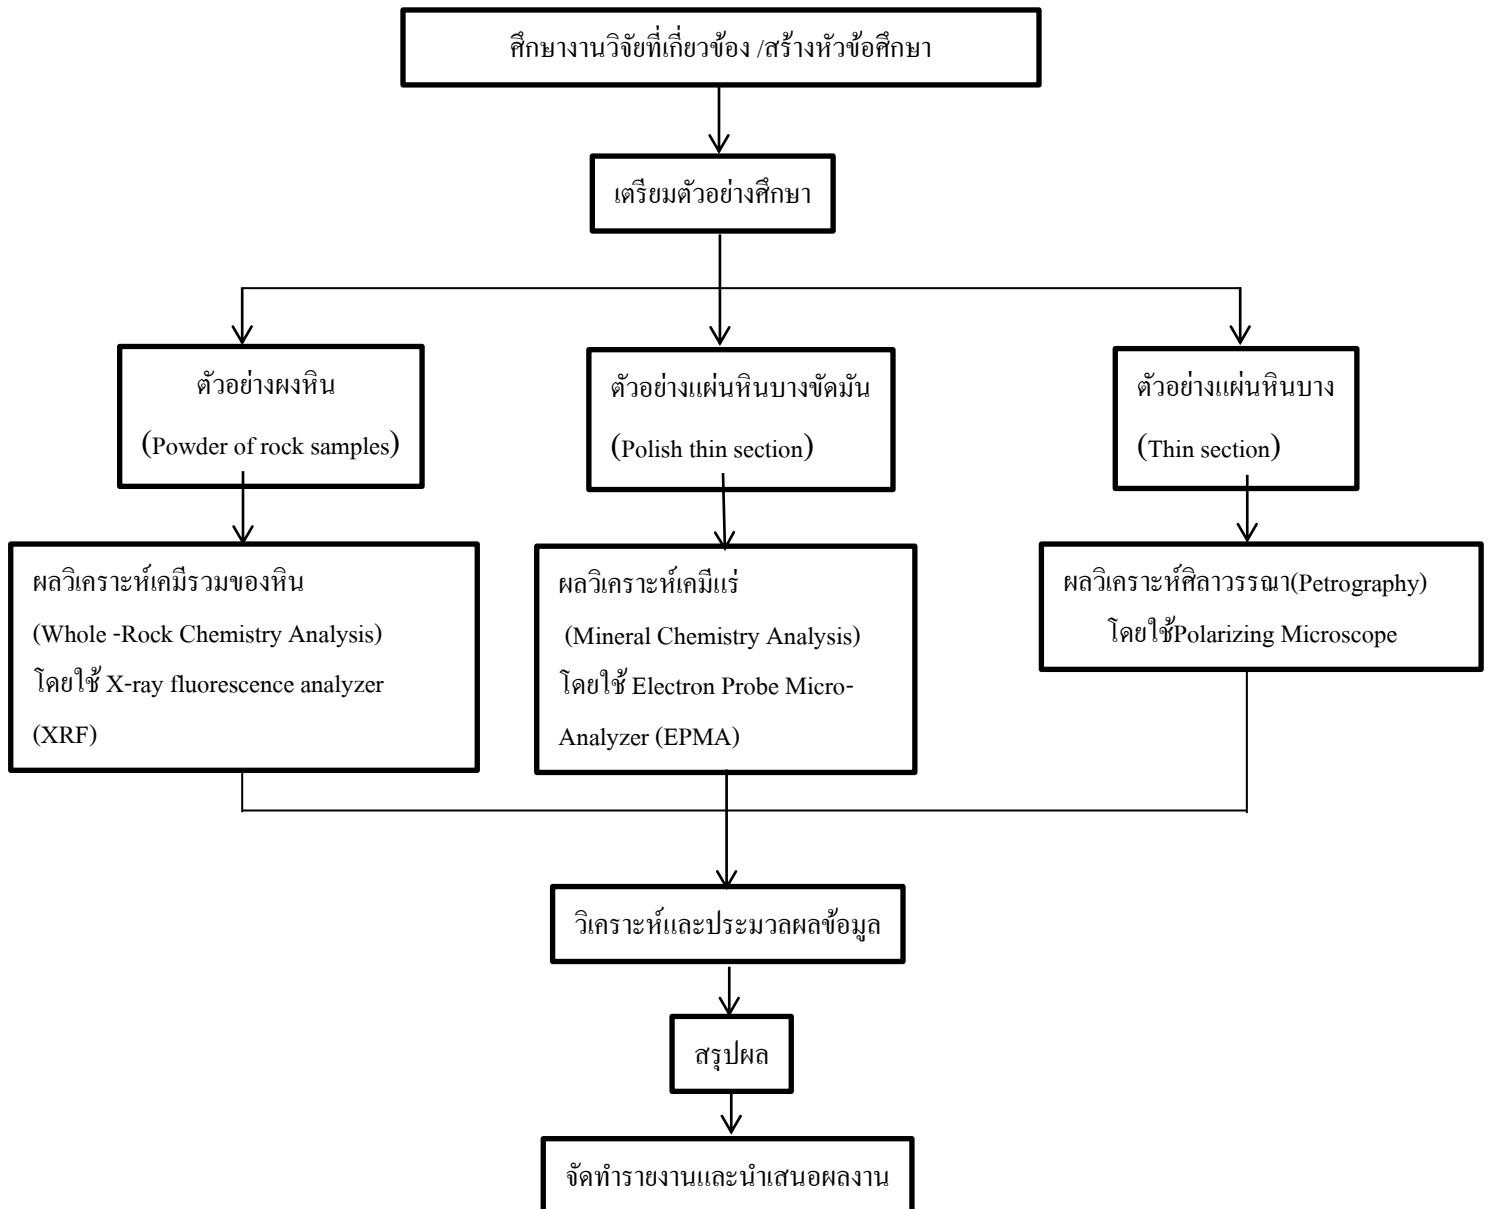 ศึกษางานวิจัยที่เกี่ยวข้อง /สร้างหัวข้อศึกษา
เตรียมตัวอย่างศึกษา
ตัวอย่างผงหิน
(Powder of rock samples)
ตัวอย่างแผ่นหินบางขัดมัน
(Polish thin section)
ตัวอย่างแผ่นหินบาง
(Thin section)
ผลวิเคราะห์เคมีรวมของหิน
(Whole -Rock Chemistry Analysis)
โดยใช้ X-ray fluorescence analyzer
(XRF)
ผลวิเคราะห์เคมีแร่
(Mineral Chemistry Analysis)
โดยใช้ Electron Probe Micro-
Analyzer (EPMA)
ผลวิเคราะห์ศิลาวรรณา(Petrography)
โดยใช้Polarizing Microscope
วิเคราะห์และประมวลผลข้อมูล
สรุปผล
จัดทำรายงานและนำเสนอผลงาน